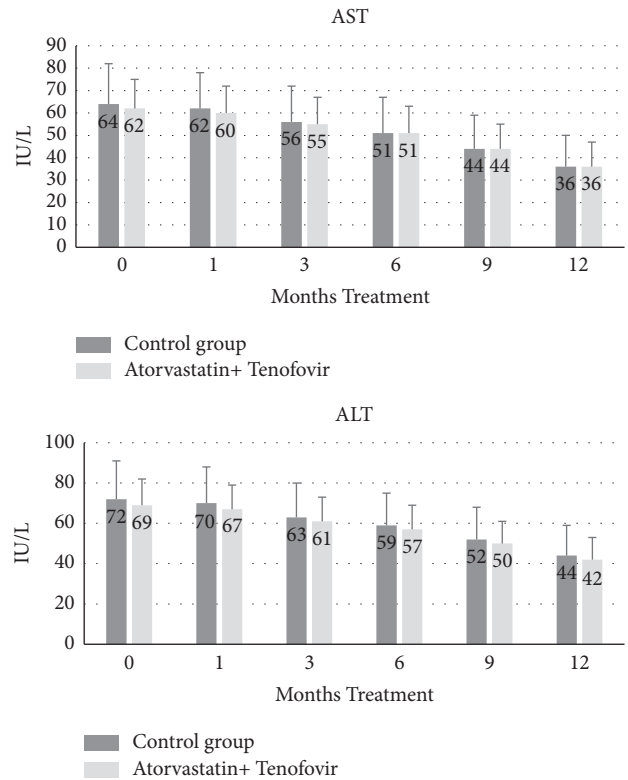 AST
90
80
70
60
50
40
30
20
10
0
IU/L
64 62 62 60 56 55 51 51 44 44 36 36
0 1 3 6 9 12
Months Treatment
Control group
Atorvastatin+ Tenofovir
ALT
100
80
60
40
20
0
IU/L
72 69 70 67 63 61 59 57 52 50 44 42
0 1 3 6 9 12
Months Treatment
Control group
Atorvastatin+ Tenofovir